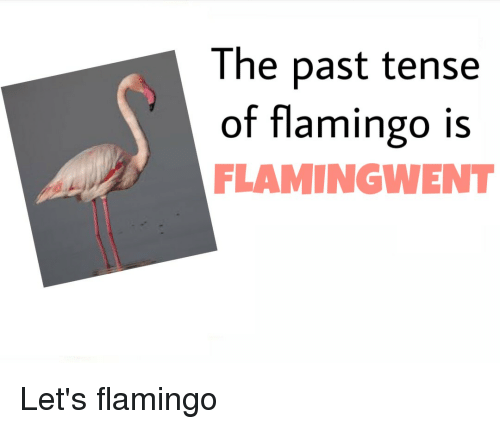 The past tense
of flamingo is
FLAMINGWENT
Let's flamingo